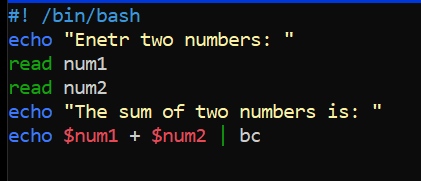 #! /bin/bash
echo "Enetr two numbers: "
read num1
read num2
echo "The sum of two numbers is: "
echo $num1 + $num2 | bc